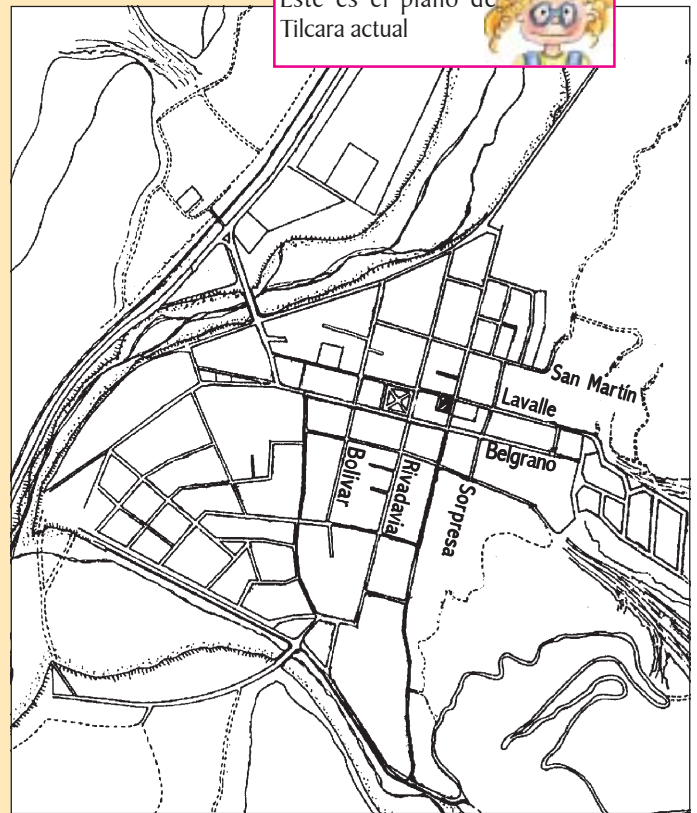 Este es el plano de
Tilcara actual
San Martín
Lavalle
Belgrano
Bolivar
Rivadavia
Sorpresa